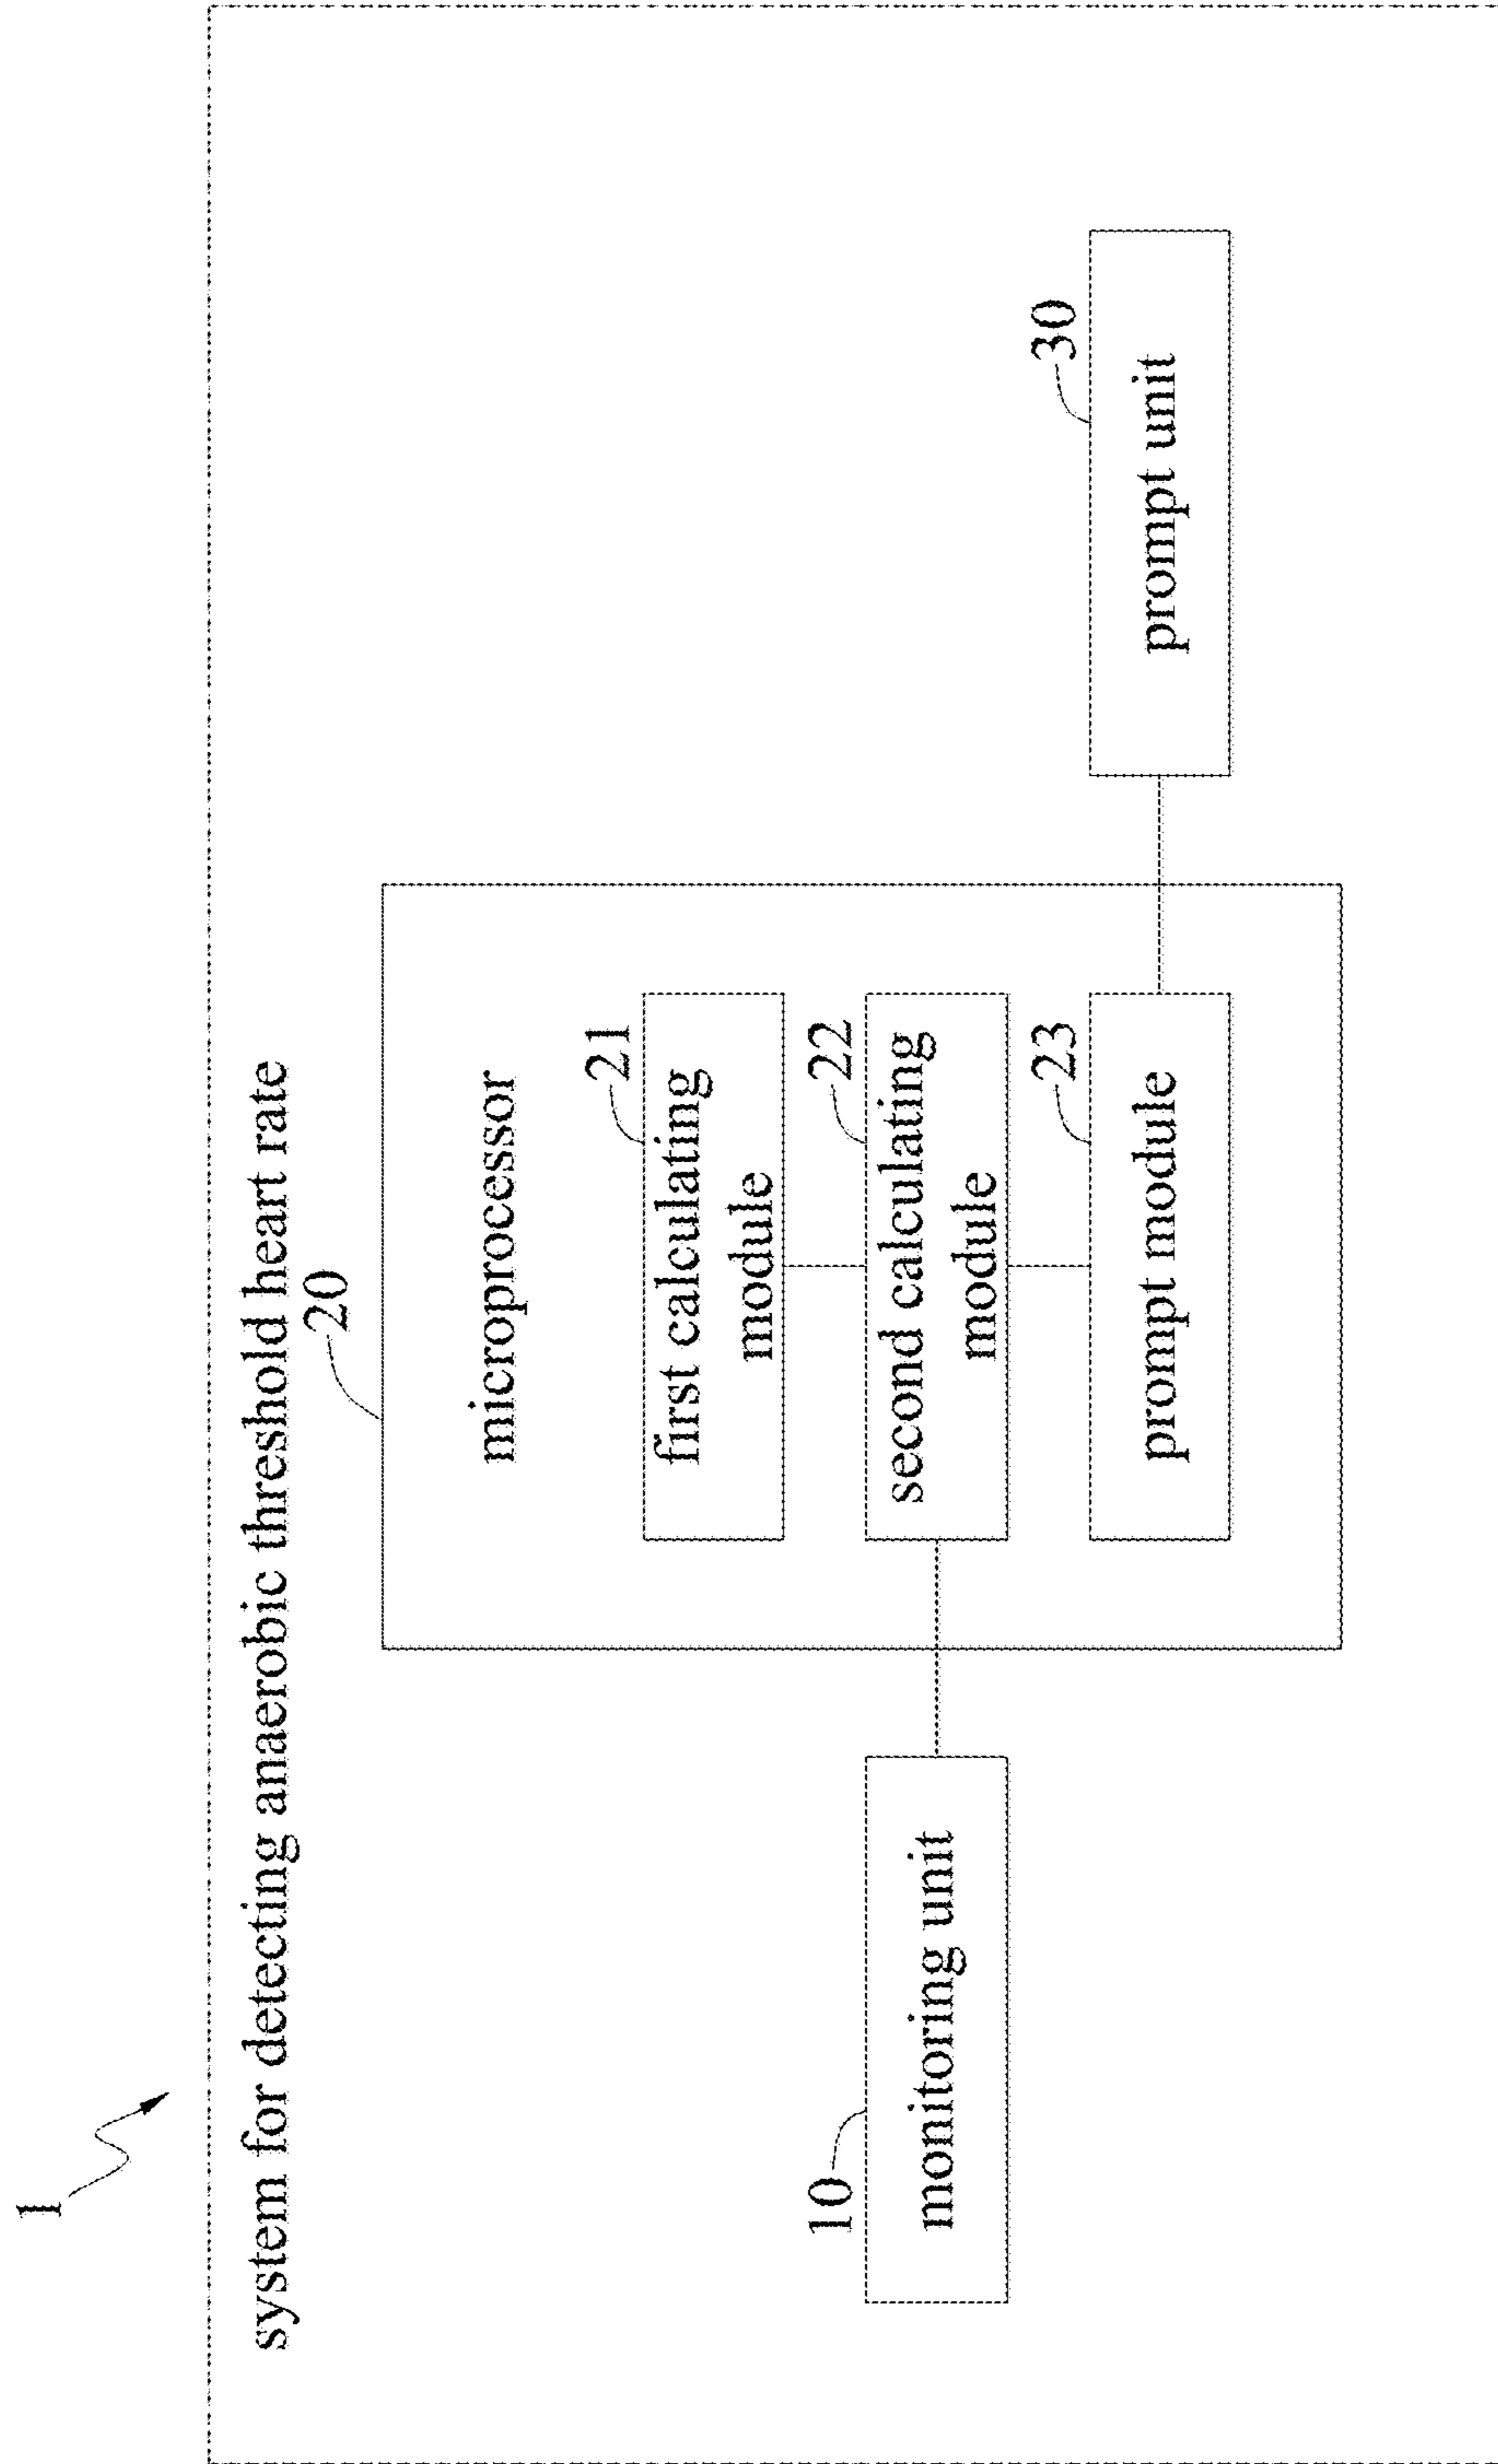 1
system for detecting anaerobic threshold heart rate
20
microprocessor
21
first calculating
module
10
monitoring unit
22
second calculating
module
23
prompt module
30
prompt unit